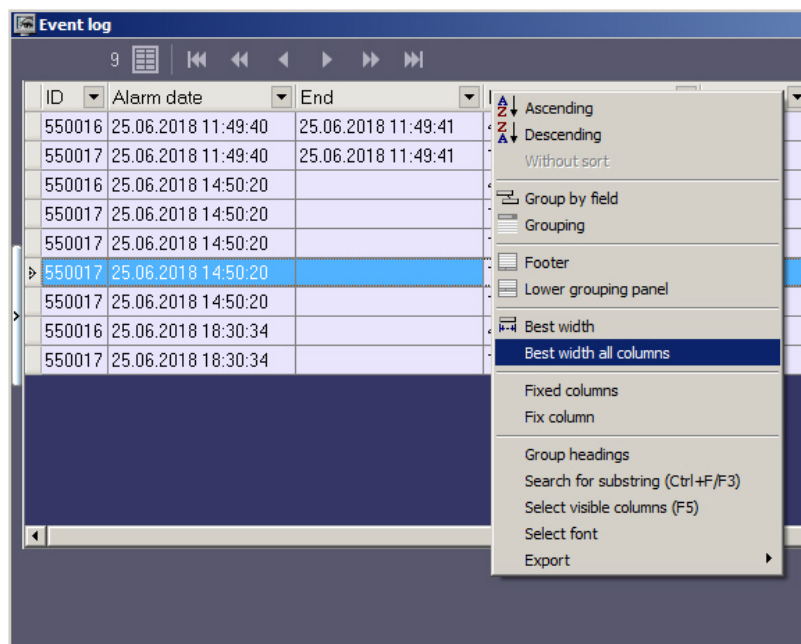 Event log
9
ID Alarm date End
550016 25.06.2018 11:49:40 25.06.2018 11:49:41
550017 25.06.2018 11:49:40 25.06.2018 11:49:41
550016 25.06.2018 14:50:20
550017 25.06.2018 14:50:20
550017 25.06.2018 14:50:20
550017 25.06.2018 14:50:20
550017 25.06.2018 14:50:20
550016 25.06.2018 18:30:34
550017 25.06.2018 18:30:34
Ascending
Descending
Without sort
Group by field
Grouping
Footer
Lower grouping panel
Best width
Best width all columns
Fixed columns
Fix column
Group headings
Search for substring (Ctrl+F/F3)
Select visible columns (F5)
Select font
Export